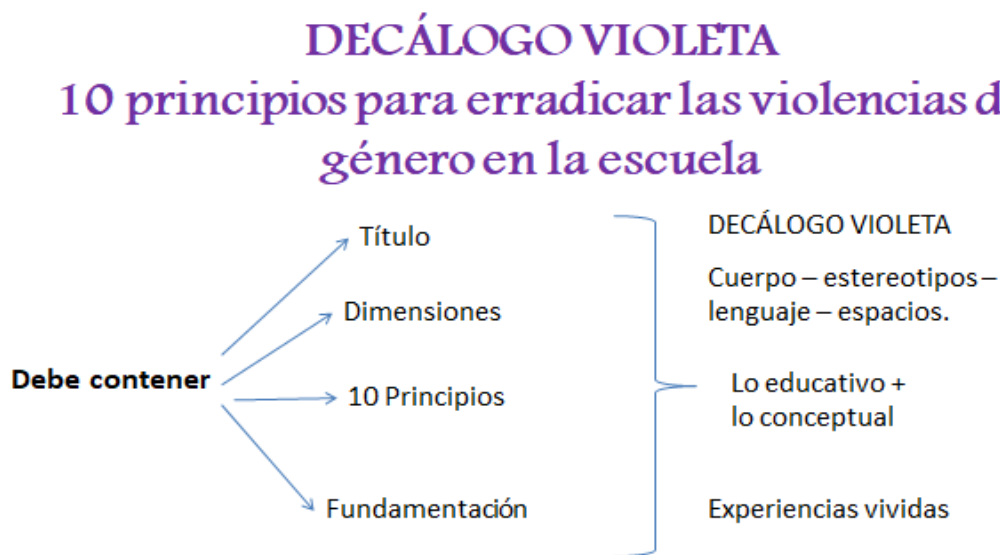 DECÁLOGO VIOLETA
10 principios para erradicar las violencias d
género en la escuela
Título
DECÁLOGO VIOLETA
Dimensiones
Cuerpo – estereotipos –
lenguaje – espacios.
Debe contener
10 Principios
Lo educativo +
lo conceptual
Fundamentación
Experiencias vividas